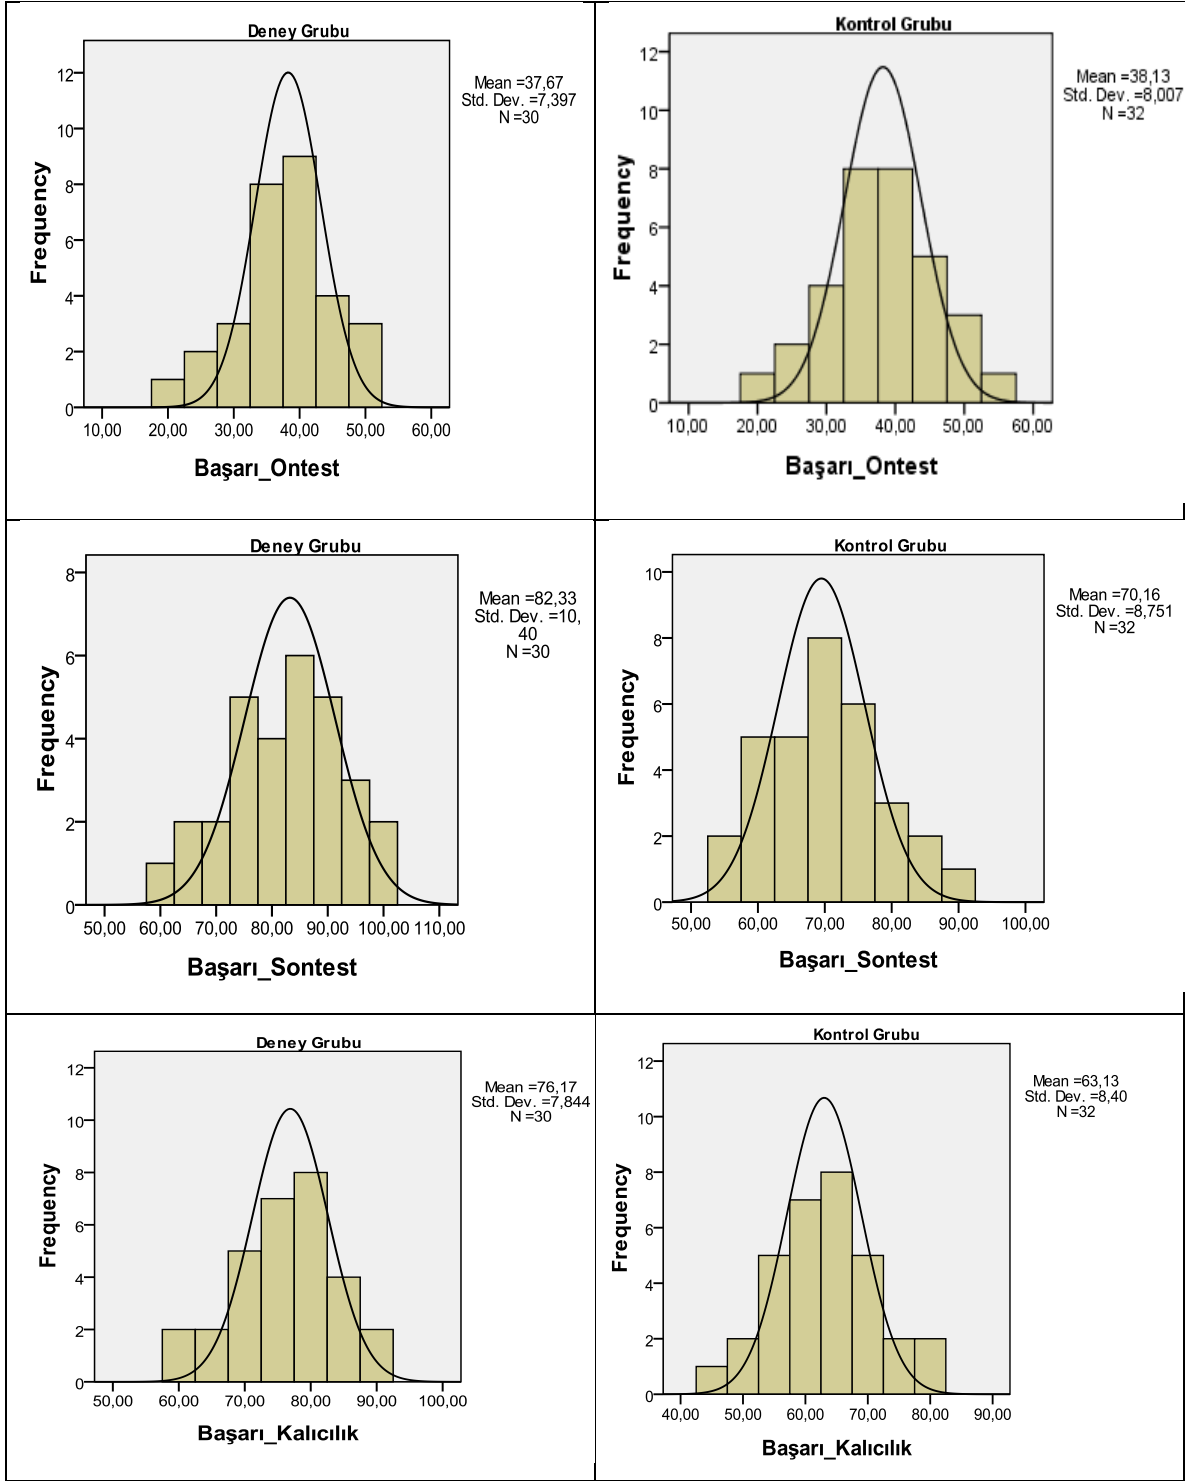 Deney Grubu
Mean =37,67
Std. Dev. =7,397
N =30
Frequency
12
10
8
6
4
2
0
10,00 20,00 30,00 40,00 50,00 60,00
Başarı_Ontest
Kontrol Grubu
Mean =38,13
Std. Dev. =8,007
N =32
Frequency
12
10
8
6
4
2
0
10,00 20,00 30,00 40,00 50,00 60,00
Başarı_Ontest
Deney Grubu
Mean =82,33
Std. Dev. =10,
40
N =30
Frequency
8
6
4
2
0
50,00 60,00 70,00 80,00 90,00 100,00 110,00
Başarı_Sontest
Kontrol Grubu
Mean =70,16
Std. Dev. =8,751
N =32
Frequency
10
8
6
4
2
0
50,00 60,00 70,00 80,00 90,00 100,00
Başarı_Sontest
Deney Grubu
Mean =76,17
Std. Dev. =7,844
N =30
Frequency
12
10
8
6
4
2
0
50,00 60,00 70,00 80,00 90,00 100,00
Başarı_Kalıcılık
Kontrol Grubu
Mean =63,13
Std. Dev. =8,40
N =32
Frequency
12
10
8
6
4
2
0
40,00 50,00 60,00 70,00 80,00 90,00
Başarı_Kalıcılık